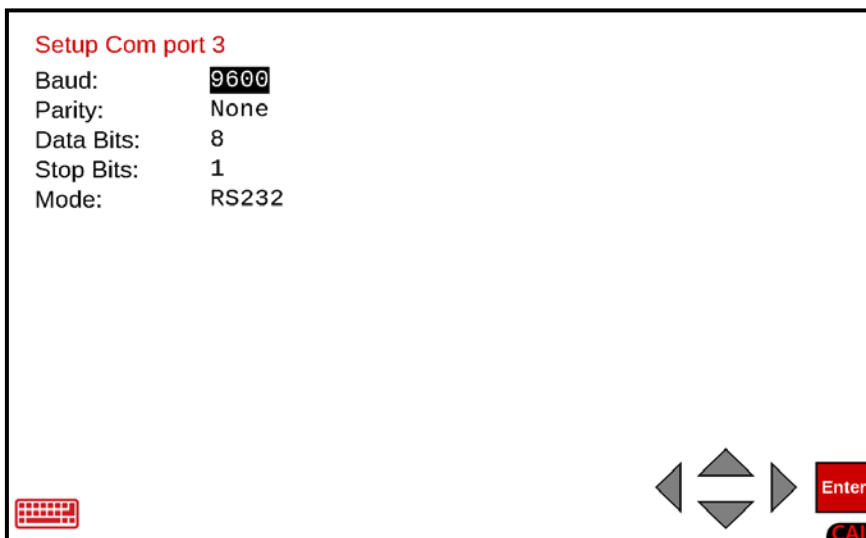 Setup Com port 3
Baud: 9600
Parity: None
Data Bits: 8
Stop Bits: 1
Mode: RS232
Enter